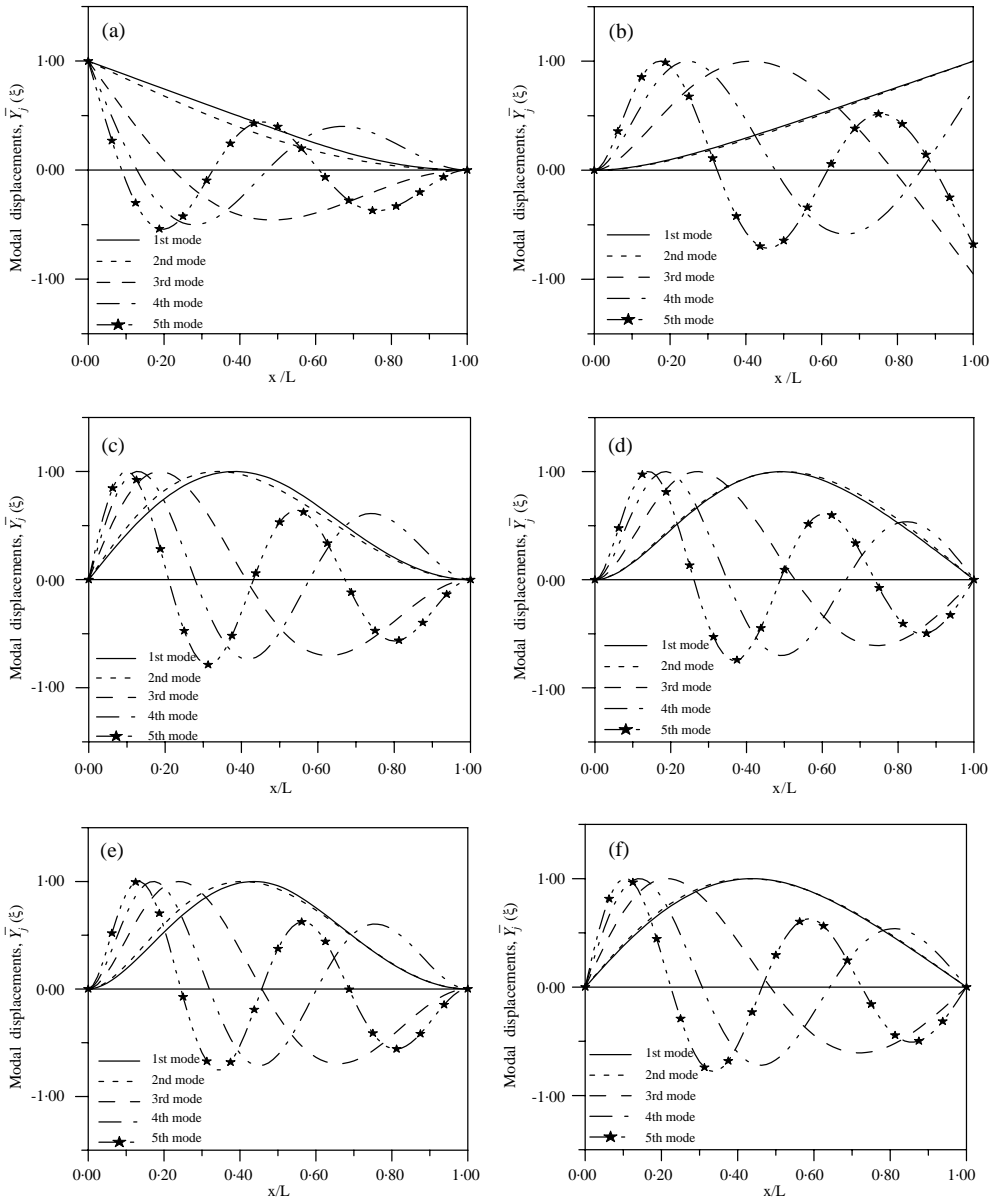 (a)
Modal displacements, Y̅j (ξ)
1·00
0·00
-1·00
1st mode
2nd mode
3rd mode
4th mode
5th mode
0·00 0·20 0·40 0·60 0·80 1·00
x /L
(b)
Modal displacements, Y̅j (ξ)
1·00
0·00
-1·00
1st mode
2nd mode
3rd mode
4th mode
5th mode
0·00 0·20 0·40 0·60 0·80 1·00
x /L
(c)
Modal displacements, Y̅j (ξ)
1·00
0·00
-1·00
1st mode
2nd mode
3rd mode
4th mode
5th mode
0·00 0·20 0·40 0·60 0·80 1·00
x/L
(d)
Modal displacements, Y̅j (ξ)
1·00
0·00
-1·00
1st mode
2nd mode
3rd mode
4th mode
5th mode
0·00 0·20 0·40 0·60 0·80 1·00
x/L
(e)
Modal displacements, Y̅j (ξ)
1·00
0·00
-1·00
1st mode
2nd mode
3rd mode
4th mode
5th mode
0·00 0·20 0·40 0·60 0·80 1·00
x/L
(f)
Modal displacements, Y̅j (ξ)
1·00
0·00
-1·00
1st mode
2nd mode
3rd mode
4th mode
5th mode
0·00 0·20 0·40 0·60 0·80 1·00
x/L